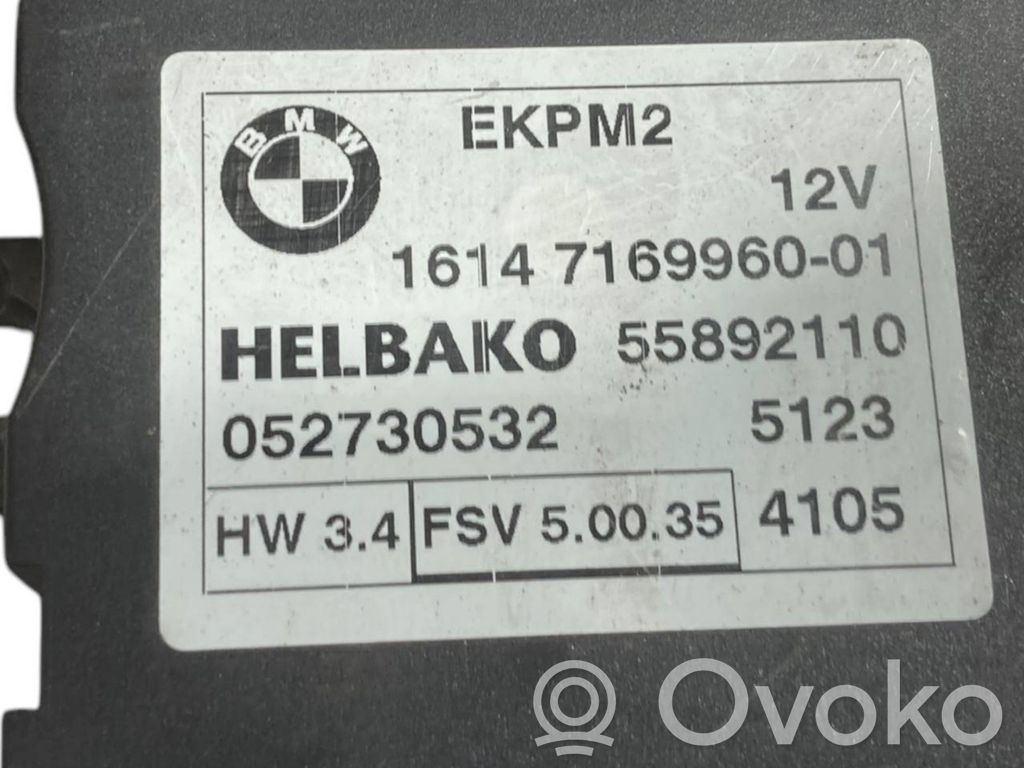 BMW
EKPM2
12V
1614 7169960-01
HELBAKO 55892110
052730532 5123
HW 3.4 FSV 5.00.35 4105
Ovoko